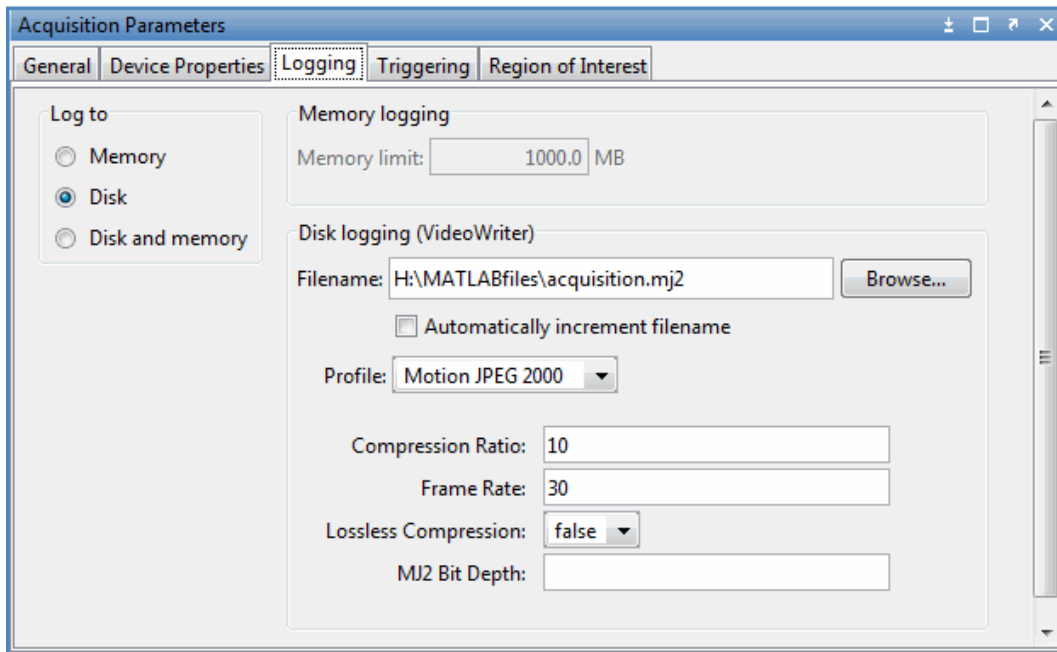 Acquisition Parameters
General Device Properties Logging Triggering Region of Interest
Log to
Memory
Disk
Disk and memory
Memory logging
Memory limit: 1000.0 MB
Disk logging (VideoWriter)
Filename: H:\MATLABfiles\acquisition.mj2 Browse...
Automatically increment filename
Profile: Motion JPEG 2000
Compression Ratio: 10
Frame Rate: 30
Lossless Compression: false
MJ2 Bit Depth: